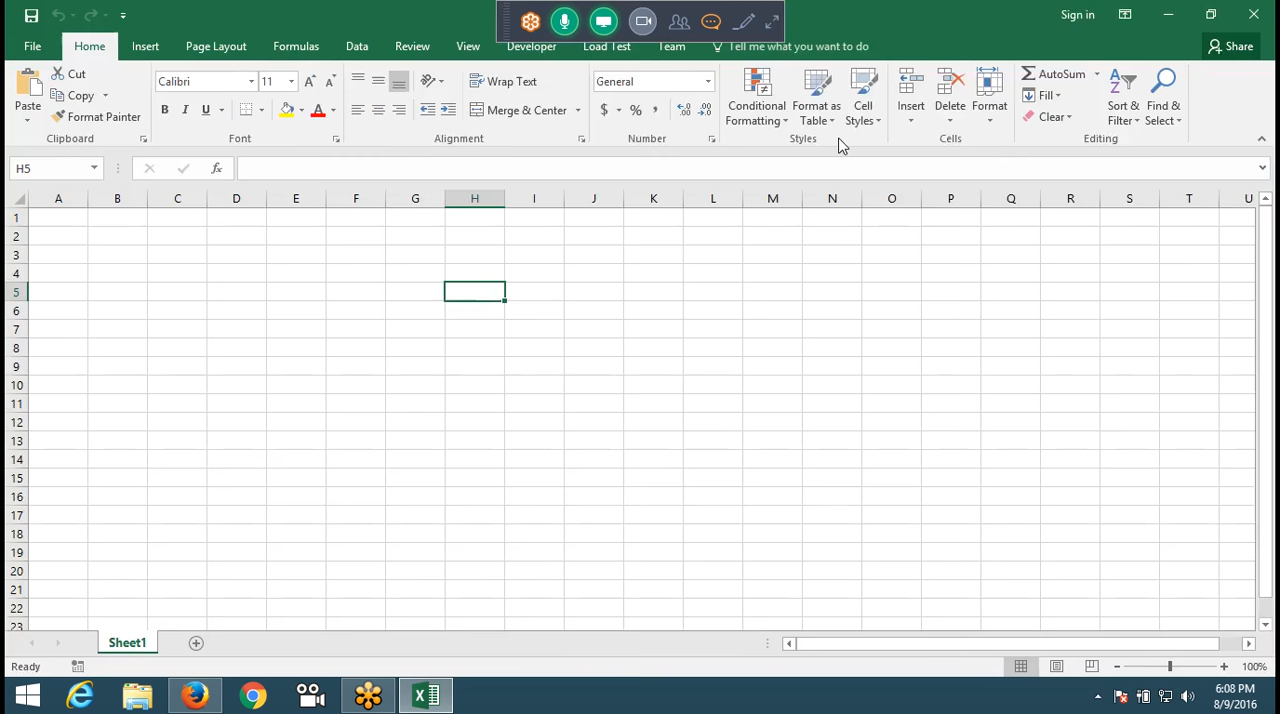 Sign in
File Home Insert Page Layout Formulas Data Review View Developer Load Test Team Tell me what you want to do Share
Paste
Cut
Copy
Format Painter
Clipboard
Calibri 11
B I U A
Font
Wrap Text
Merge & Center
Alignment
General
$ % ,
Number
Conditional Formatting
Format as Table
Cell Styles
Styles
Insert Delete Format
Cells
AutoSum
Fill
Clear
Sort & Filter
Find & Select
Editing
H5 fx
A B C D E F G H I J K L M N O P Q R S T U
1
2
3
4
5
6
7
8
9
10
11
12
13
14
15
16
17
18
19
20
21
22
23
Sheet1
Ready 100%
6:08 PM
8/9/2016